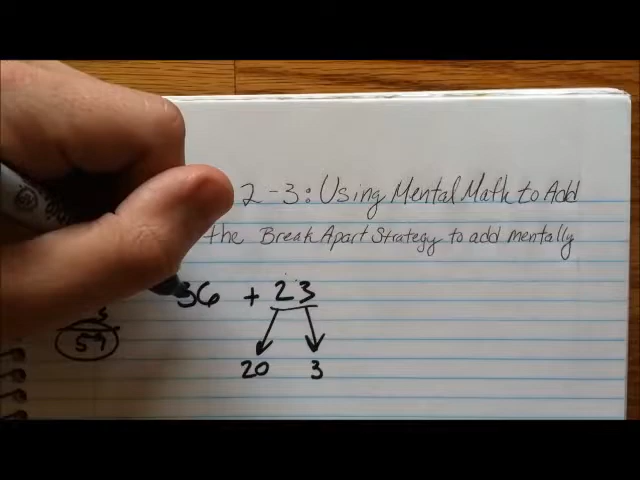 2-3: Using Mental Math to Add
the Break Apart Strategy to add mentally
36 + 23
59
20 3